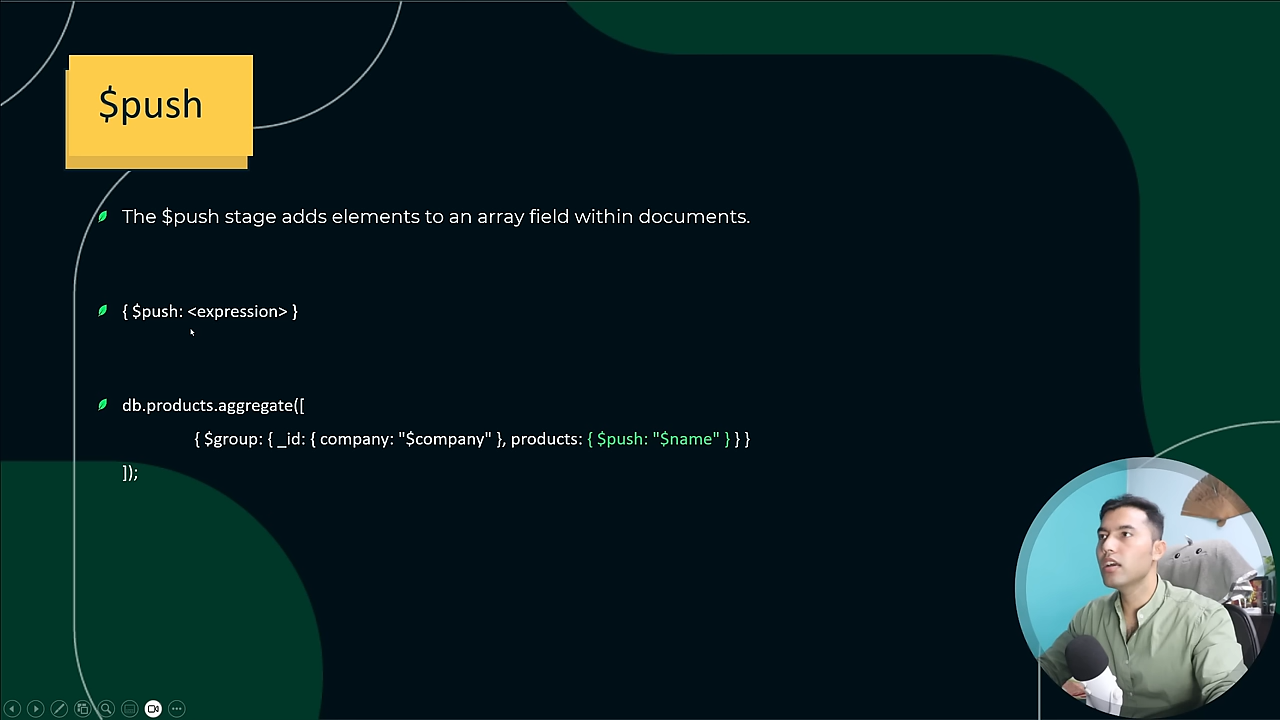 $push
The $push stage adds elements to an array field within documents.
{ $push: <expression> }
db.products.aggregate([
{ $group: { _id: { company: "$company" }, products: { $push: "$name" } } }
]);